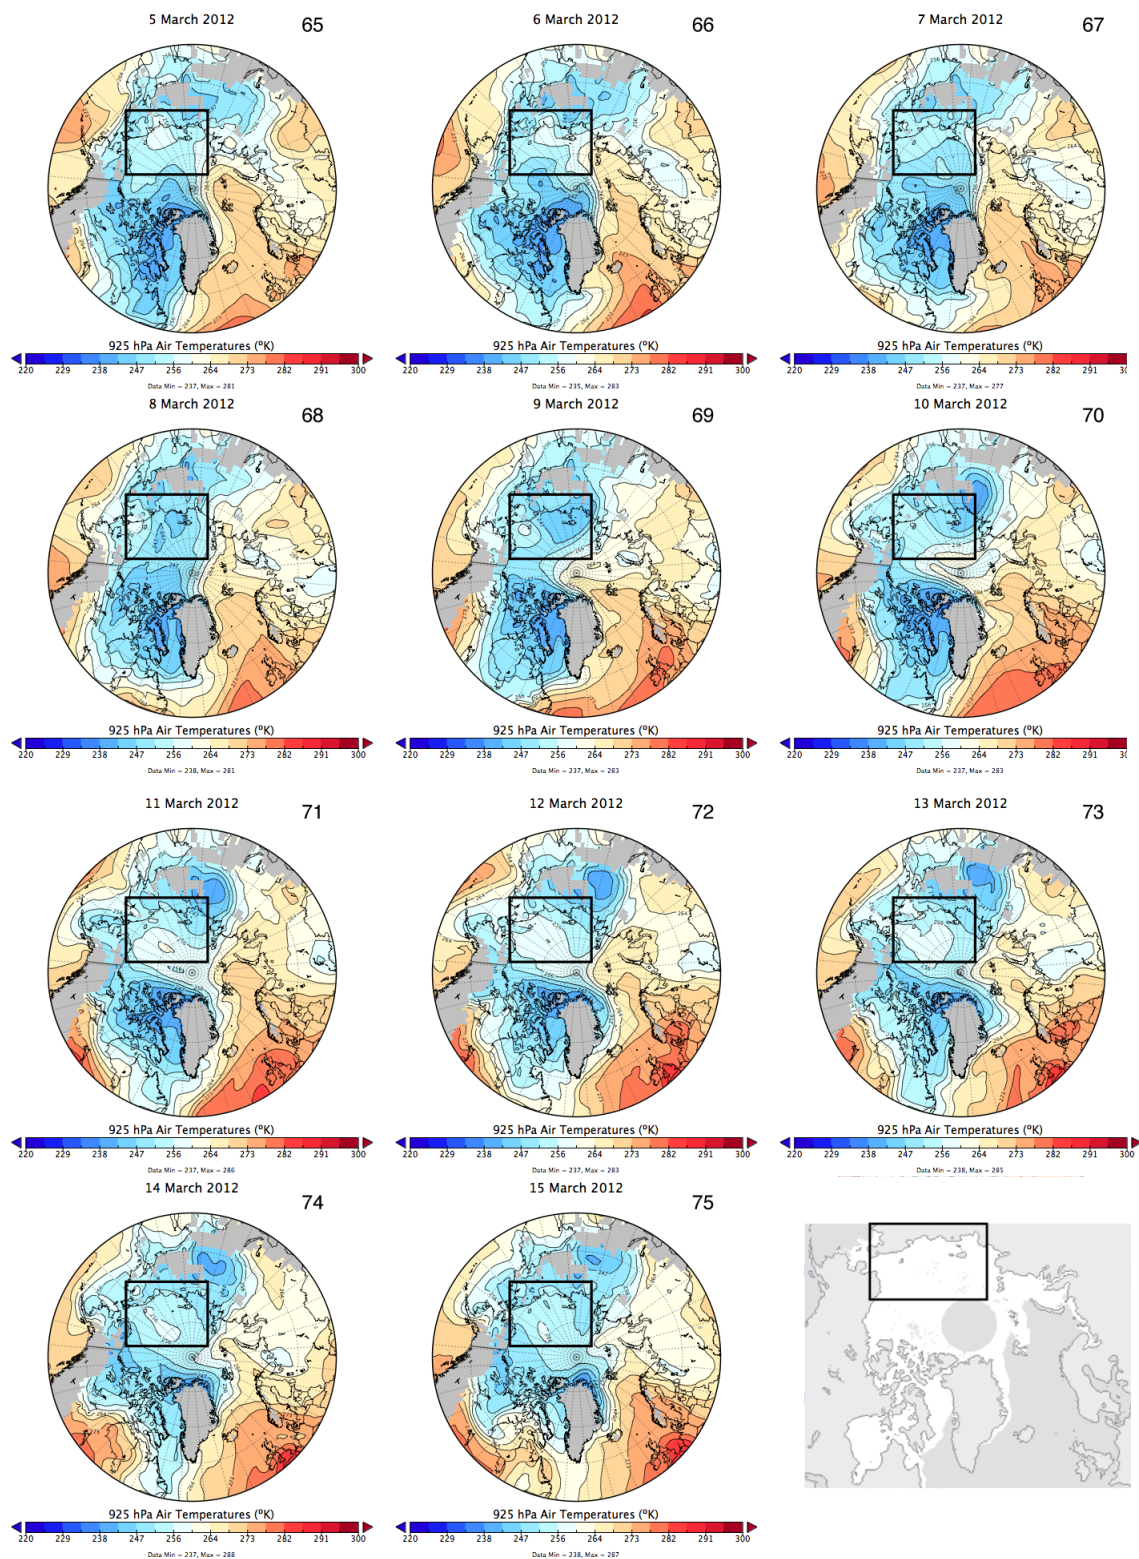 5 March 2012 65
6 March 2012 66
7 March 2012 67
925 hPa Air Temperatures (°K)
220 229 238 247 256 264 273 282 291 300
Data Min = 237, Max = 281
925 hPa Air Temperatures (°K)
220 229 238 247 256 264 273 282 291 300
Data Min = 235, Max = 283
925 hPa Air Temperatures (°K)
220 229 238 247 256 264 273 282 291
Data Min = 237, Max = 277
8 March 2012 68
9 March 2012 69
10 March 2012 70
925 hPa Air Temperatures (°K)
220 229 238 247 256 264 273 282 291 300
Data Min = 238, Max = 281
925 hPa Air Temperatures (°K)
220 229 238 247 256 264 273 282 291 300
Data Min = 237, Max = 283
925 hPa Air Temperatures (°K)
220 229 238 247 256 264 273 282 291 300
Data Min = 237, Max = 283
11 March 2012 71
12 March 2012 72
13 March 2012 73
925 hPa Air Temperatures (°K)
220 229 238 247 256 264 273 282 291 300
Data Min = 237, Max = 286
925 hPa Air Temperatures (°K)
220 229 238 247 256 264 273 282 291 300
Data Min = 237, Max = 283
925 hPa Air Temperatures (°K)
220 229 238 247 256 264 273 282 291 300
Data Min = 238, Max = 285
14 March 2012 74
15 March 2012 75
925 hPa Air Temperatures (°K)
220 229 238 247 256 264 273 282 291 300
Data Min = 237, Max = 288
925 hPa Air Temperatures (°K)
220 229 238 247 256 264 273 282 291 300
Data Min = 238, Max = 287